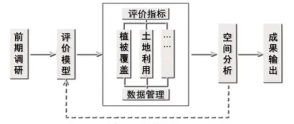 前期调研
评价模型
评价指标
植被覆盖
土地利用
……
数据管理
空间分析
成果输出